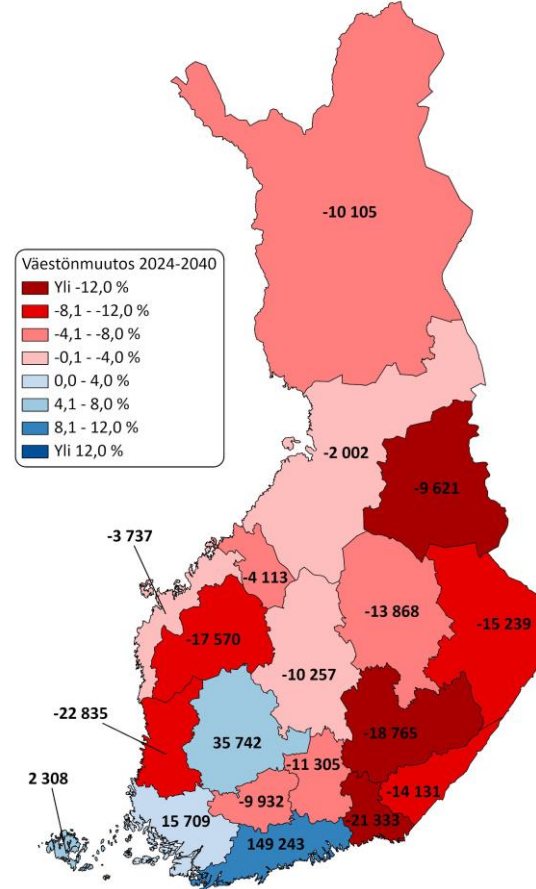 -10 105
Väestönmuutos 2024-2040
Yli -12,0 %
-8,1 - -12,0 %
-4,1 - -8,0 %
-0,1 - -4,0 %
0,0 - 4,0 %
4,1 - 8,0 %
8,1 - 12,0 %
Yli 12,0 %
-2 002
-9 621
-3 737
-4 113
-13 868
-15 239
-17 570
-10 257
-22 835
35 742
-18 765
-11 305
2 308
-14 131
-9 932
15 709
-21 333
149 243